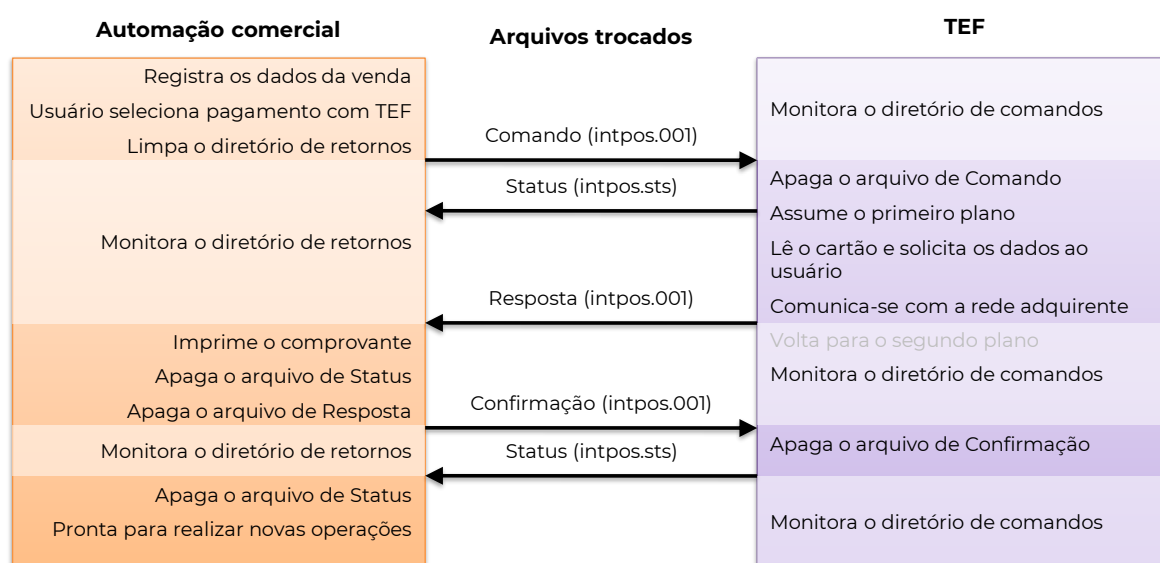 Automação comercial
Arquivos trocados
TEF
Registra os dados da venda
Usuário seleciona pagamento com TEF
Limpa o diretório de retornos
Monitora o diretório de comandos
Comando (intpos.001)
Apaga o arquivo de Comando
Status (intpos.sts)
Assume o primeiro plano
Monitora o diretório de retornos
Lê o cartão e solicita os dados ao
usuário
Resposta (intpos.001)
Comunica-se com a rede adquirente
Imprime o comprovante
Volta para o segundo plano
Apaga o arquivo de Status
Monitora o diretório de comandos
Apaga o arquivo de Resposta
Confirmação (intpos.001)
Monitora o diretório de retornos
Status (intpos.sts)
Apaga o arquivo de Confirmação
Apaga o arquivo de Status
Pronta para realizar novas operações
Monitora o diretório de comandos